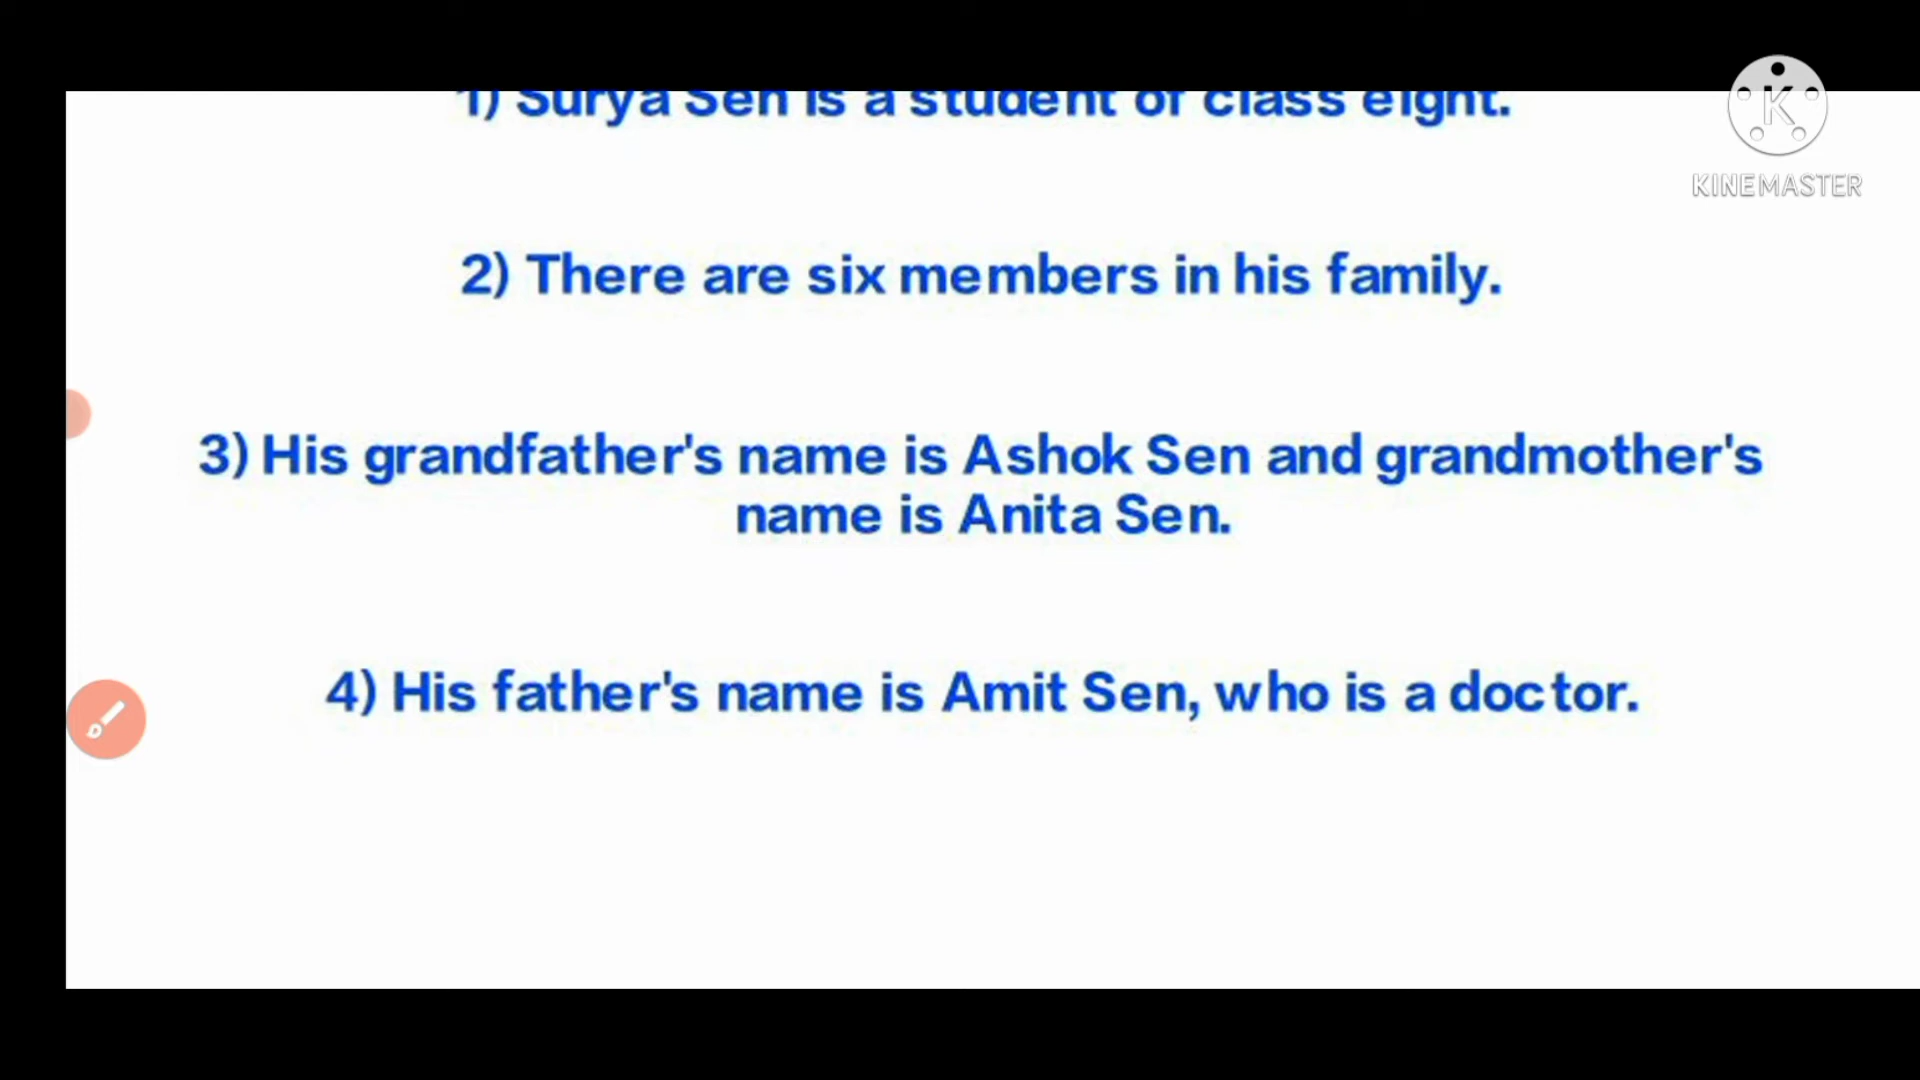 1) Surya Sen is a student of class eight.
KINEMASTER
2) There are six members in his family.
3) His grandfather's name is Ashok Sen and grandmother's
name is Anita Sen.
4) His father's name is Amit Sen, who is a doctor.